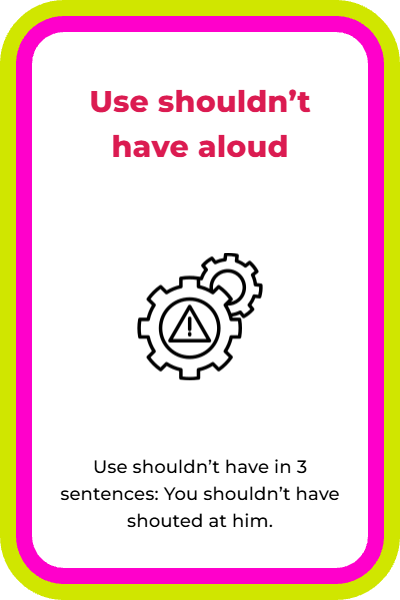 Use shouldn’t
have aloud
Use shouldn’t have in 3
sentences: You shouldn’t have
shouted at him.